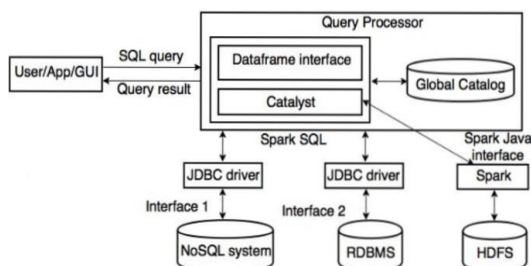 Query Processor
SQL query
User/App/GUI
Query result
Dataframe interface
Catalyst
Global Catalog
Spark SQL
Spark Java
interface
JDBC driver
JDBC driver
Spark
Interface 1
Interface 2
NoSQL system
RDBMS
HDFS